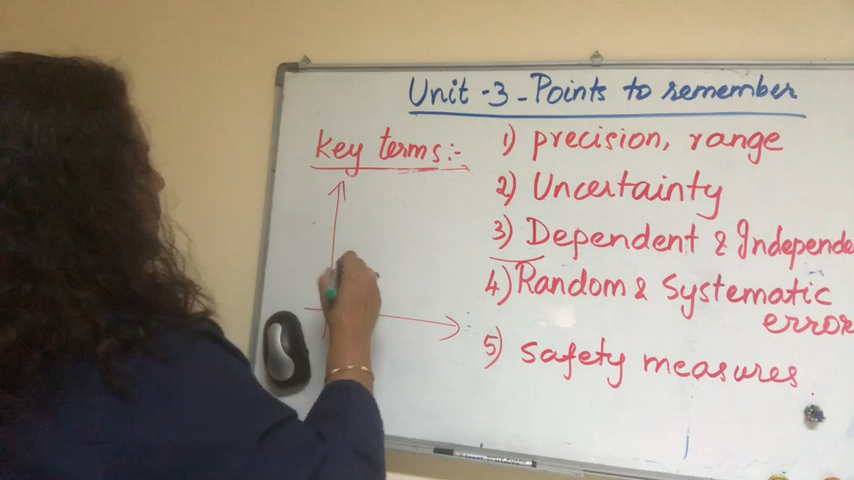 Unit -3 - Points to remember
Key terms:-
1) precision, range
2) Uncertainty
3) Dependent & Independe
4) Random & Systematic
error
5) safety measures